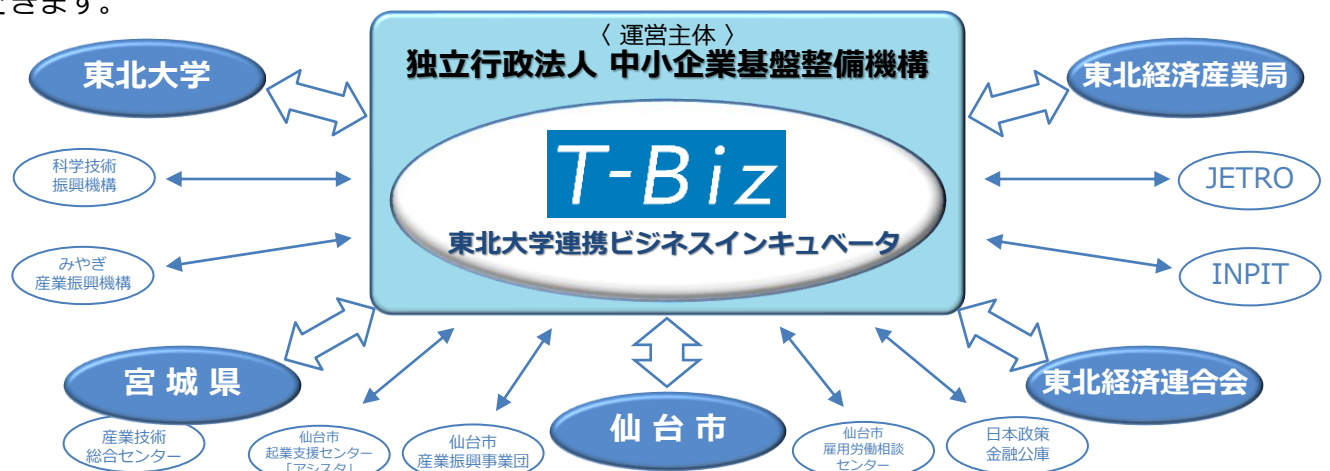 できます。
〈 運営主体 〉
独立行政法人 中小企業基盤整備機構
東北大学
東北経済産業局
T-Biz
東北大学連携ビジネスインキュベータ
科学技術
振興機構
JETRO
みやぎ
産業振興機構
INPIT
宮 城 県
東北経済連合会
仙 台 市
産業技術
総合センター
仙台市
起業支援センター
「アシスタ」
仙台市
産業振興事業団
仙台市
雇用労働相談
センター
日本政策
金融公庫